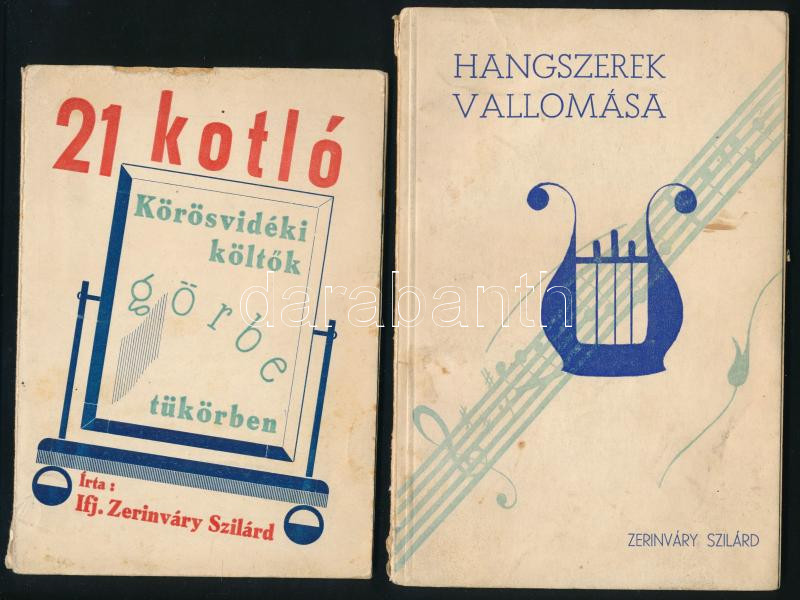 21 kotló
Körösvidéki
költők
görbe
tükörben
Írta:
Ifj. Zerinváry Szilárd
HANGSZEREK
VALLOMÁSA
ZERINVÁRY SZILÁRD
darabanth